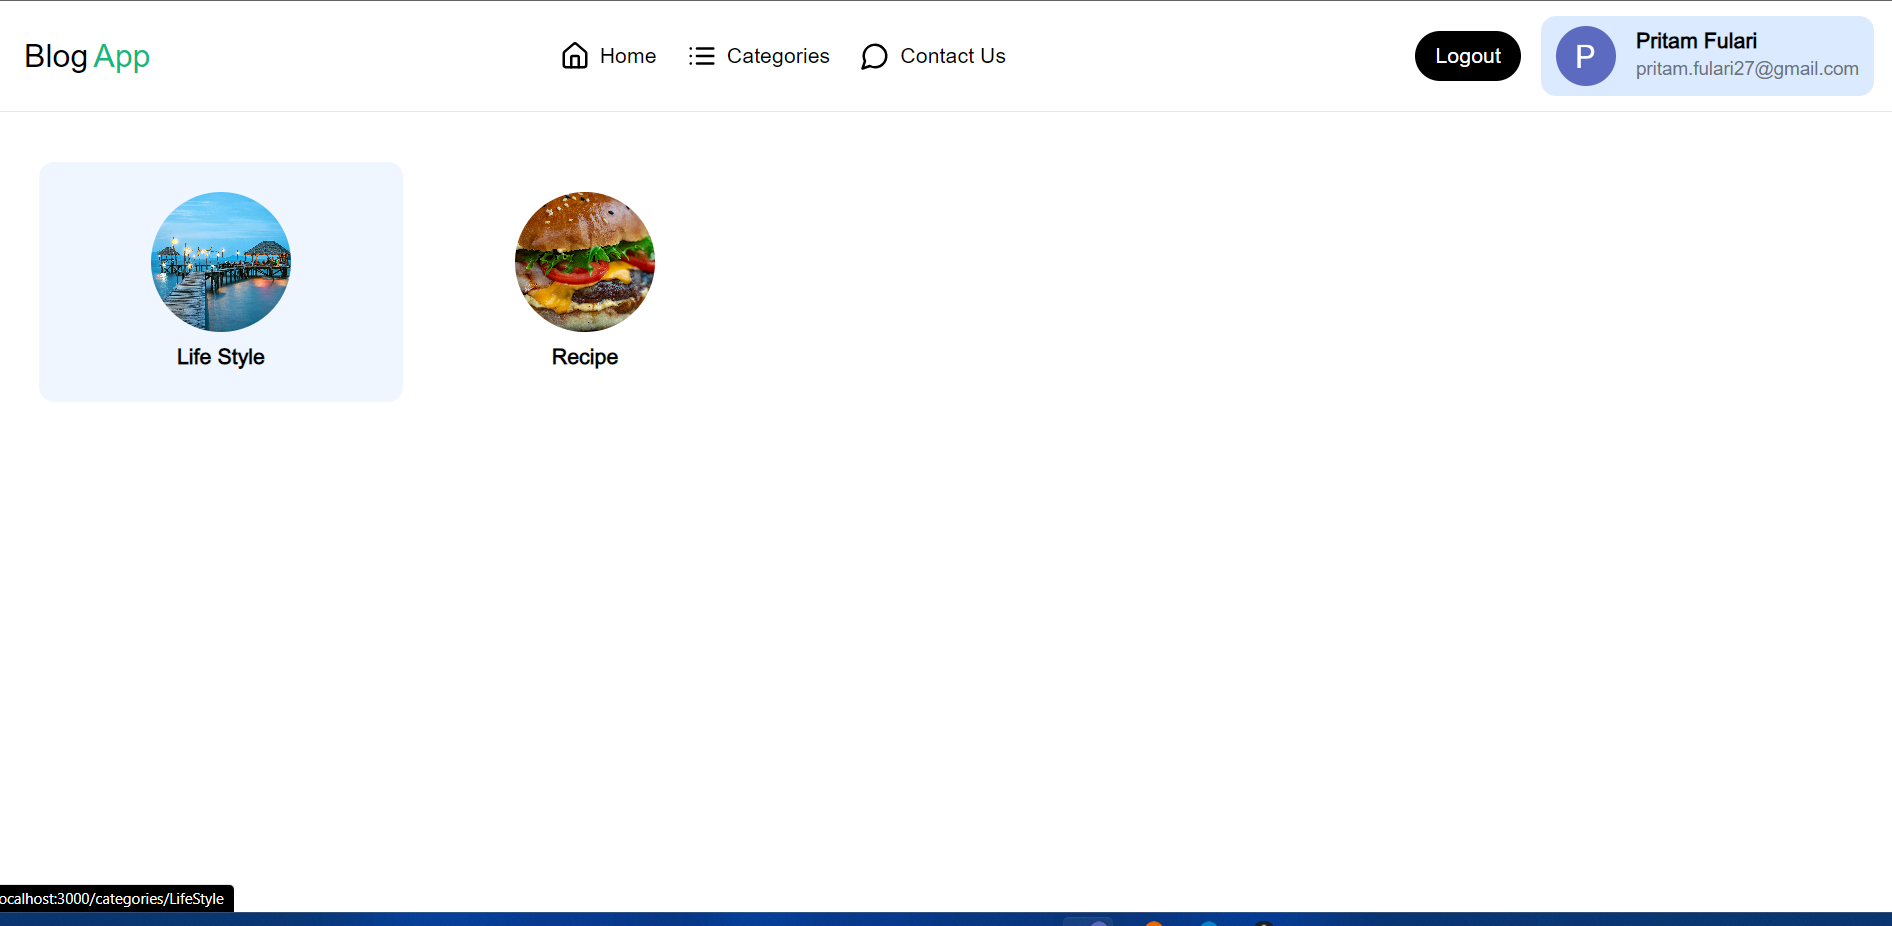 Blog App
Home
Categories
Contact Us
Logout
P
Pritam Fulari
pritam.fulari27@gmail.com
Life Style
Recipe
ocalhost:3000/categories/LifeStyle